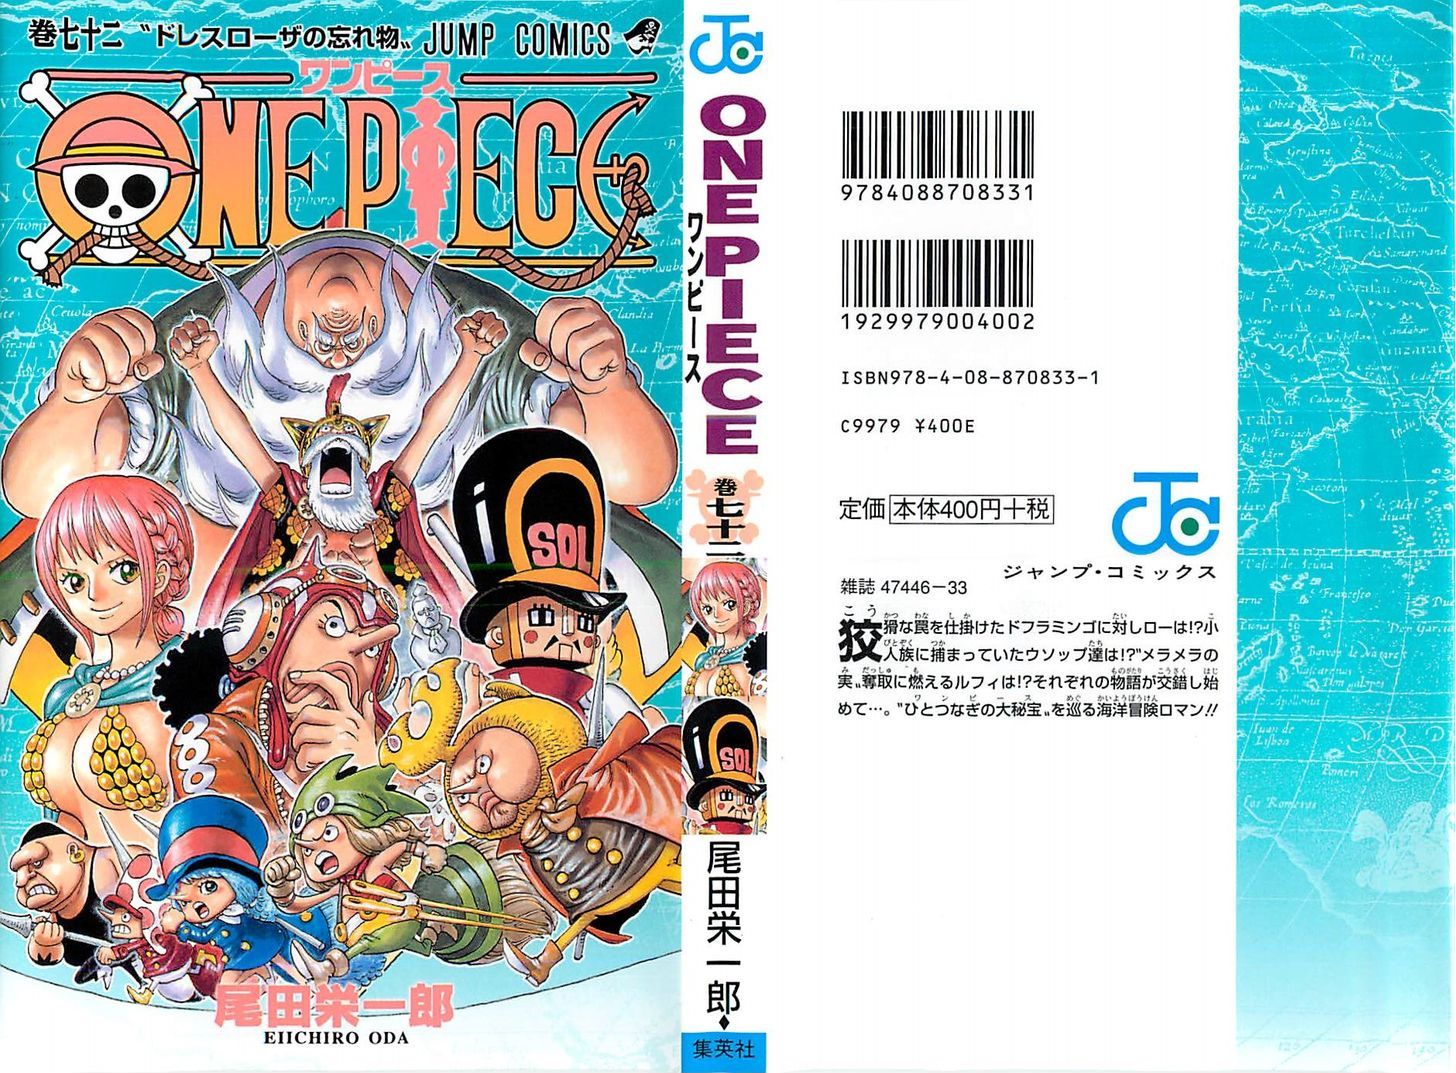 巻七十二 〝ドレスローザの忘れ物〟 JUMP COMICS
ワンピース
ONE PIECE
i
SOL
尾田栄一郎
EIICHIRO ODA
JC
ONE PIECE
ワンピース
巻七十二
i
SOL
尾田栄一郎
集英社
9784088708331
1929979004002
ISBN978-4-08-870833-1
C9979 ¥400E
定価 本体400円+税
JC
ジャンプ・コミックス
雑誌 47446-33
狡猾な罠を仕掛けたドフラミンゴに対しローは!?小
人族に捕まっていたウソップ達は!?〝メラメラの
実〟奪取に燃えるルフィは!?それぞれの物語が交錯し始
めて…。〝ひとつなぎの大秘宝〟を巡る海洋冒険ロマン!!